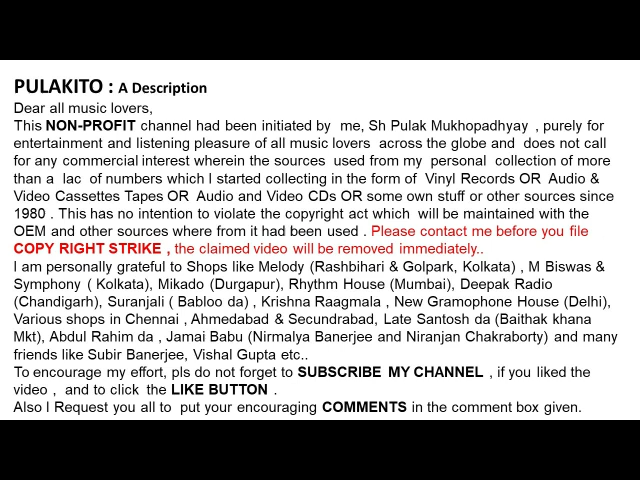 PULAKITO : A Description
Dear all music lovers,
This NON-PROFIT channel had been initiated by me, Sh Pulak Mukhopadhyay , purely for
entertainment and listening pleasure of all music lovers across the globe and does not call
for any commercial interest wherein the sources used from my personal collection of more
than a lac of numbers which I started collecting in the form of Vinyl Records OR Audio &
Video Cassettes Tapes OR Audio and Video CDs OR some own stuff or other sources since
1980 . This has no intention to violate the copyright act which will be maintained with the
OEM and other sources where from it had been used . Please contact me before you file
COPY RIGHT STRIKE , the claimed video will be removed immediately..
I am personally grateful to Shops like Melody (Rashbihari & Golpark, Kolkata) , M Biswas &
Symphony ( Kolkata), Mikado (Durgapur), Rhythm House (Mumbai), Deepak Radio
(Chandigarh), Suranjali ( Babloo da) , Krishna Raagmala , New Gramophone House (Delhi),
Various shops in Chennai , Ahmedabad & Secundrabad, Late Santosh da (Baithak khana
Mkt), Abdul Rahim da , Jamai Babu (Nirmalya Banerjee and Niranjan Chakraborty) and many
friends like Subir Banerjee, Vishal Gupta etc..
To encourage my effort, pls do not forget to SUBSCRIBE MY CHANNEL , if you liked the
video , and to click the LIKE BUTTON .
Also I Request you all to put your encouraging COMMENTS in the comment box given.